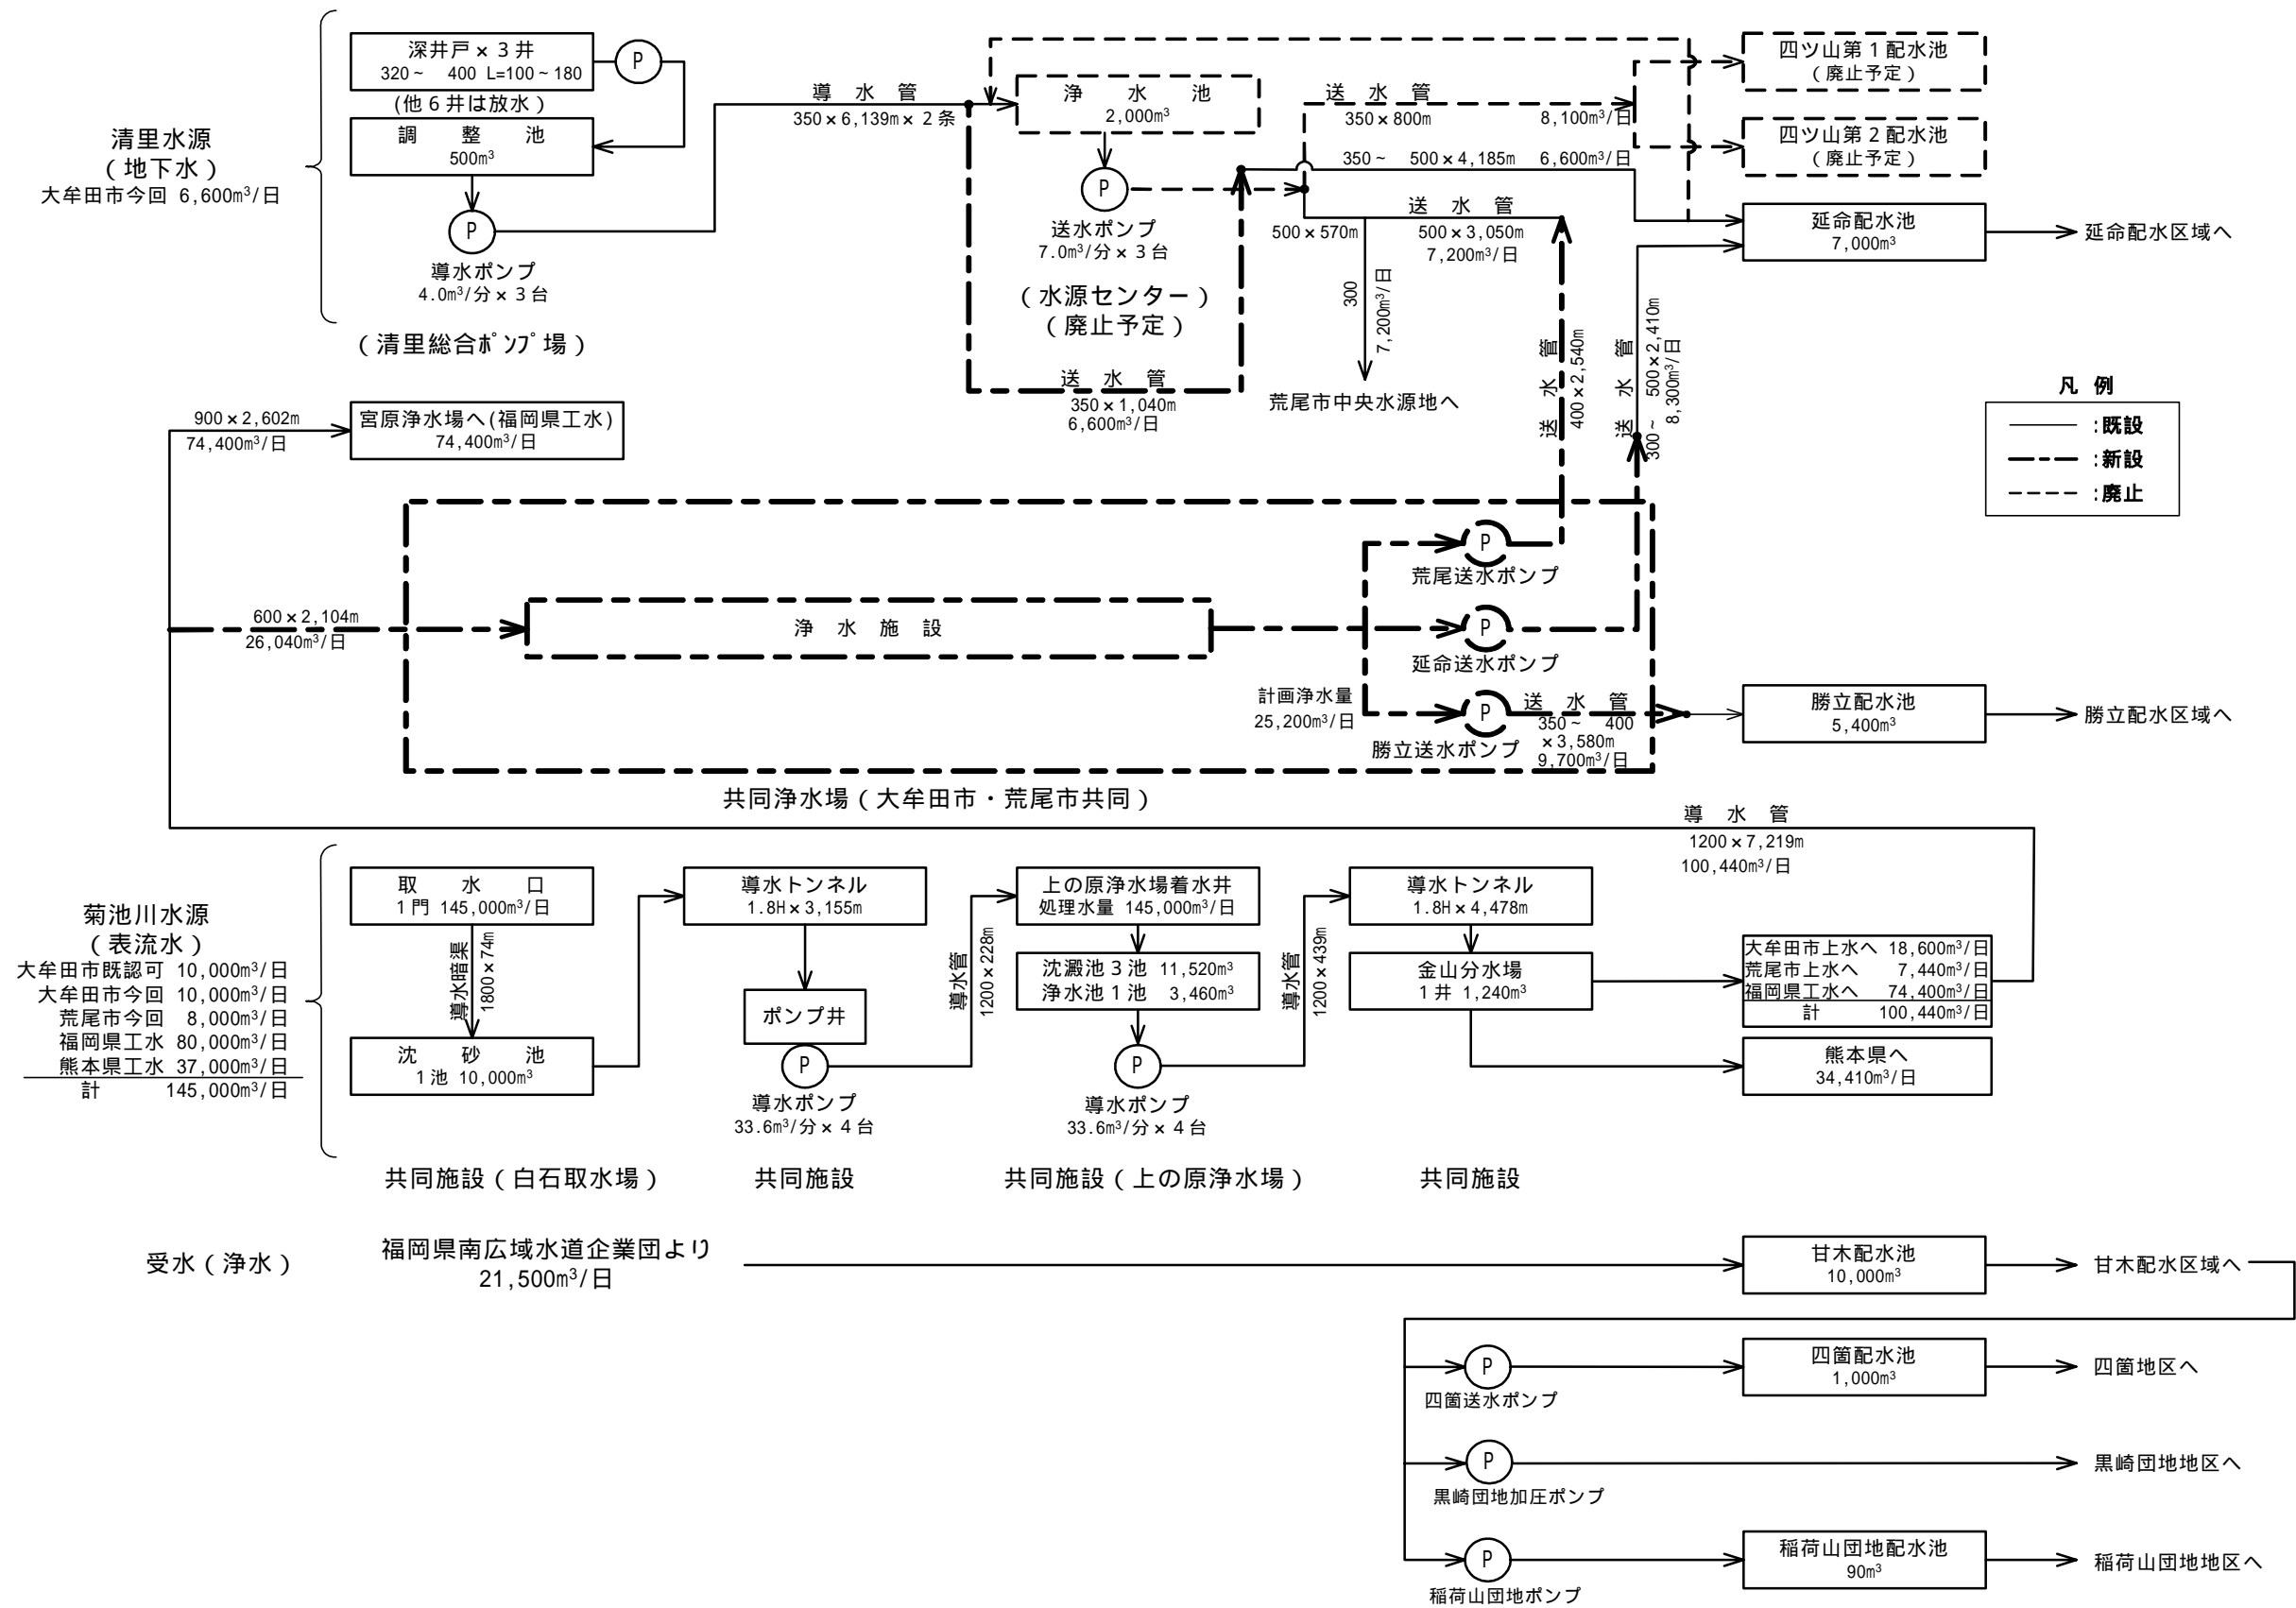 清里水源
(地下水)
大牟田市今回 6,600m³/日
深井戸×3井
320~ 400 L=100~180
P
(他6井は放水)
調 整 池
500m³
P
導水ポンプ
4.0m³/分×3台
(清里総合ﾎﾟﾝﾌﾟ場)
導 水 管
350×6,139m×2条
浄 水 池
2,000m³
P
送水ポンプ
7.0m³/分×3台
(水源センター)
(廃止予定)
送 水 管
350×1,040m
6,600m³/日
送 水 管
350×800m
8,100m³/日
350~ 500×4,185m 6,600m³/日
送 水 管
500×570m
500×3,050m
7,200m³/日
300
7,200m³/日
荒尾市中央水源地へ
四ツ山第1配水池
(廃止予定)
四ツ山第2配水池
(廃止予定)
延命配水池
7,000m³
延命配水区域へ
送 水 管
400×2,540m
送 水 管
300~ 500×2,410m
8,300m³/日
凡 例
:既設
:新設
:廃止
900×2,602m
74,400m³/日
宮原浄水場へ(福岡県工水)
74,400m³/日
600×2,104m
26,040m³/日
浄 水 施 設
P
荒尾送水ポンプ
P
延命送水ポンプ
計画浄水量
25,200m³/日
P
勝立送水ポンプ
送 水 管
350~ 400
×3,580m
9,700m³/日
勝立配水池
5,400m³
勝立配水区域へ
共同浄水場(大牟田市・荒尾市共同)
導 水 管
1200×7,219m
100,440m³/日
菊池川水源
(表流水)
大牟田市既認可 10,000m³/日
大牟田市今回 10,000m³/日
荒尾市今回 8,000m³/日
福岡県工水 80,000m³/日
熊本県工水 37,000m³/日
計 145,000m³/日
取 水 口
1門 145,000m³/日
導水暗渠
1800×74m
沈 砂 池
1池 10,000m³
導水トンネル
1.8H×3,155m
ポンプ井
P
導水ポンプ
33.6m³/分×4台
導水管
1200×228m
上の原浄水場着水井
処理水量 145,000m³/日
沈澱池3池 11,520m³
浄水池1池 3,460m³
P
導水ポンプ
33.6m³/分×4台
導水管
1200×439m
導水トンネル
1.8H×4,478m
金山分水場
1井 1,240m³
大牟田市上水へ 18,600m³/日
荒尾市上水へ 7,440m³/日
福岡県工水へ 74,400m³/日
計 100,440m³/日
熊本県へ
34,410m³/日
共同施設(白石取水場)
共同施設
共同施設(上の原浄水場)
共同施設
受水(浄水)
福岡県南広域水道企業団より
21,500m³/日
甘木配水池
10,000m³
甘木配水区域へ
P
四箇送水ポンプ
四箇配水池
1,000m³
四箇地区へ
P
黒崎団地加圧ポンプ
黒崎団地地区へ
P
稲荷山団地ポンプ
稲荷山団地配水池
90m³
稲荷山団地地区へ